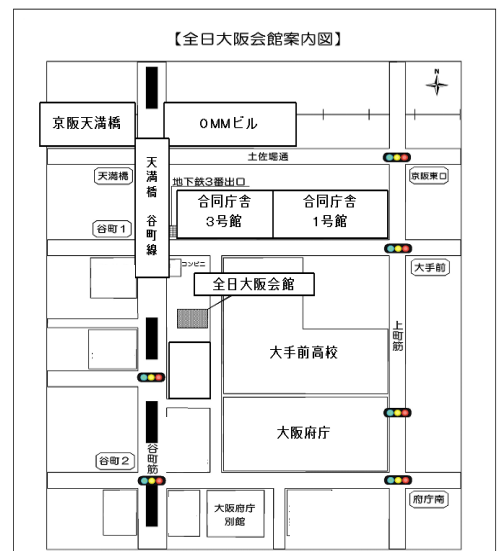 【全日大阪会館案内図】
N
京阪天満橋
OMMビル
土佐堀通
天満橋
谷町線
天満橋
地下鉄3番出口
京阪東口
合同庁舎
3号館
合同庁舎
1号館
谷町1
コンビニ
大手前
全日大阪会館
上町筋
大手前高校
大阪府庁
谷町筋
谷町2
府庁南
大阪府庁
別館